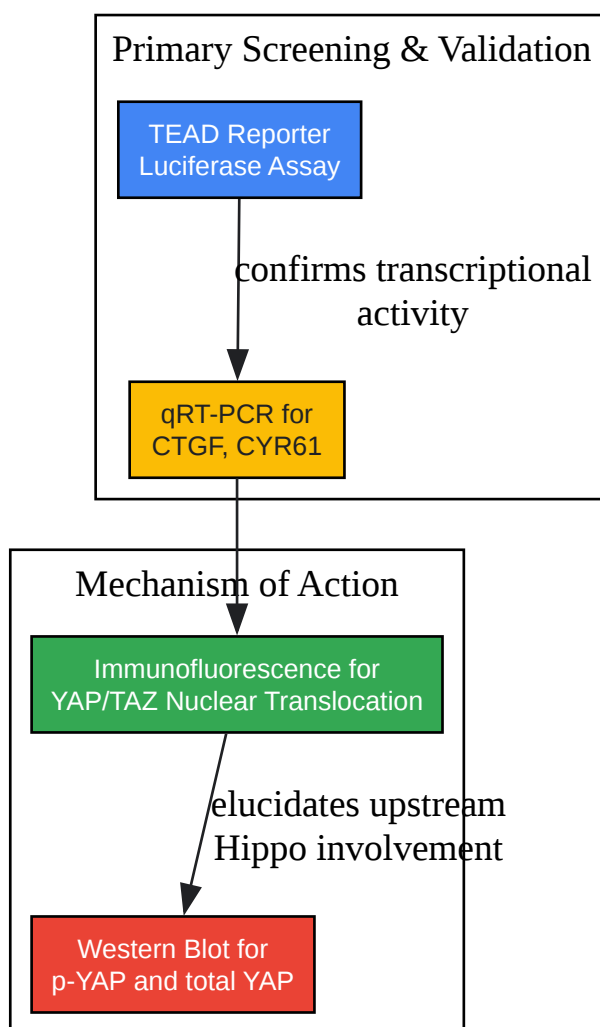 Primary Screening & Validation
TEAD Reporter
Luciferase Assay
confirms transcriptional
activity
qRT-PCR for
CTGF, CYR61
Mechanism of Action
Immunofluorescence for
YAP/TAZ Nuclear Translocation
elucidates upstream
Hippo involvement
Western Blot for
p-YAP and total YAP